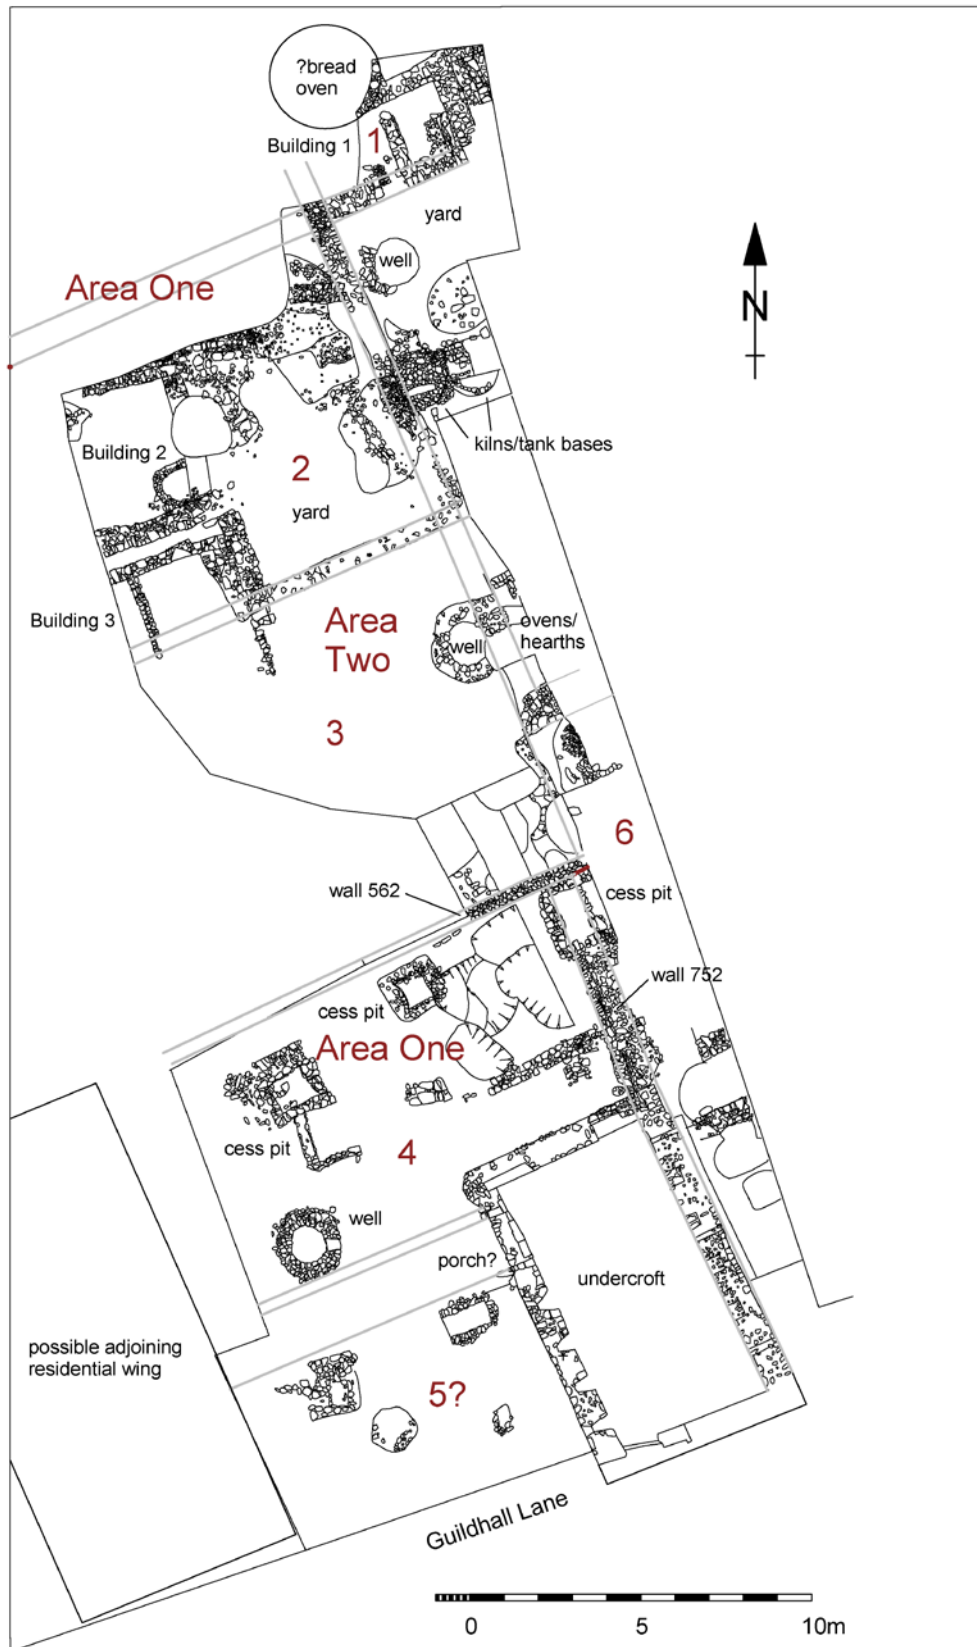 ?bread
oven
Building 1
1
yard
well
Area One
N
kilns/tank bases
Building 2
2
yard
Building 3
Area
Two
well
ovens/
hearths
3
6
wall 562
cess pit
wall 752
cess pit
Area One
cess pit
4
well
porch?
undercroft
possible adjoining
residential wing
5?
Guildhall Lane
0 5 10m